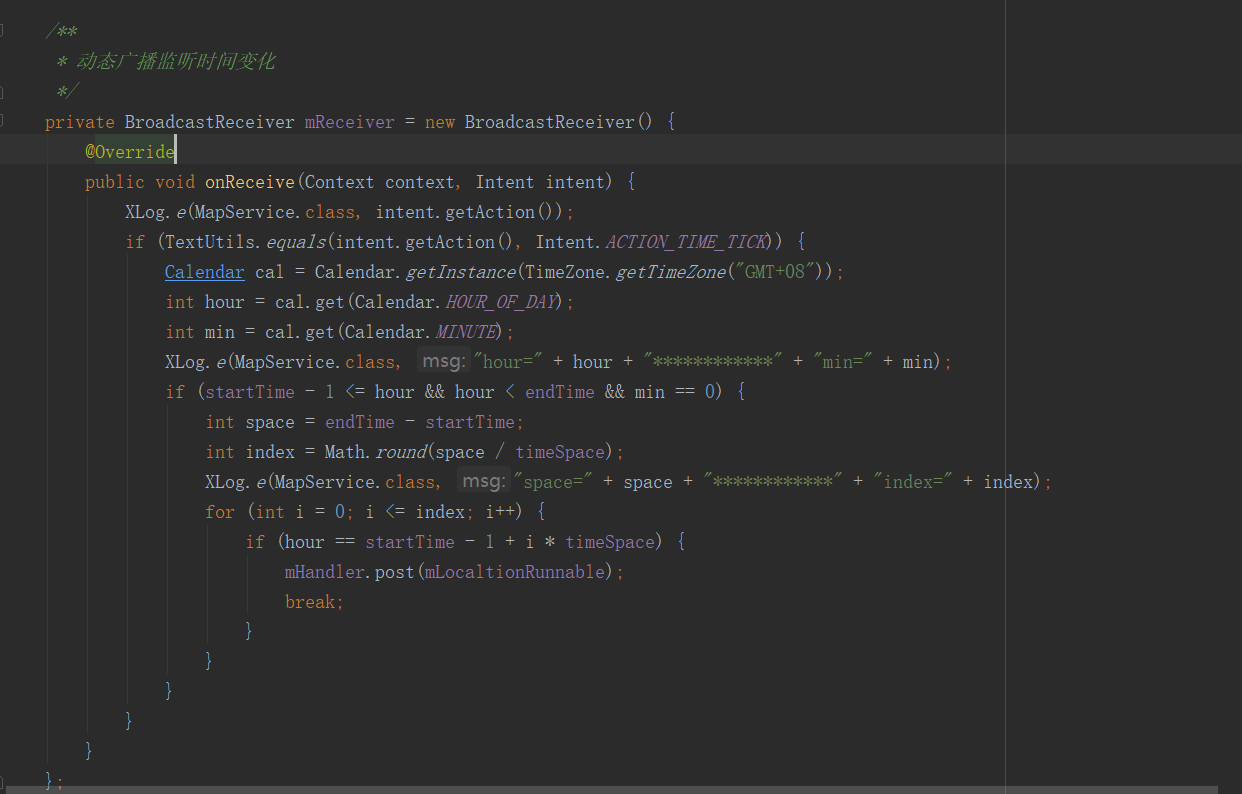 /**
* 动态广播监听时间变化
*/
private BroadcastReceiver mReceiver = new BroadcastReceiver() {
@Override
public void onReceive(Context context, Intent intent) {
XLog.e(MapService.class, intent.getAction());
if (TextUtils.equals(intent.getAction(), Intent.ACTION_TIME_TICK)) {
Calendar cal = Calendar.getInstance(TimeZone.getTimeZone("GMT+08"));
int hour = cal.get(Calendar.HOUR_OF_DAY);
int min = cal.get(Calendar.MINUTE);
XLog.e(MapService.class, msg: "hour=" + hour + "************" + "min=" + min);
if (startTime - 1 <= hour && hour < endTime && min == 0) {
int space = endTime - startTime;
int index = Math.round(space / timeSpace);
XLog.e(MapService.class, msg: "space=" + space + "************" + "index=" + index);
for (int i = 0; i <= index; i++) {
if (hour == startTime - 1 + i * timeSpace) {
mHandler.post(mLocaltionRunnable);
break;
}
}
}
}
}
};